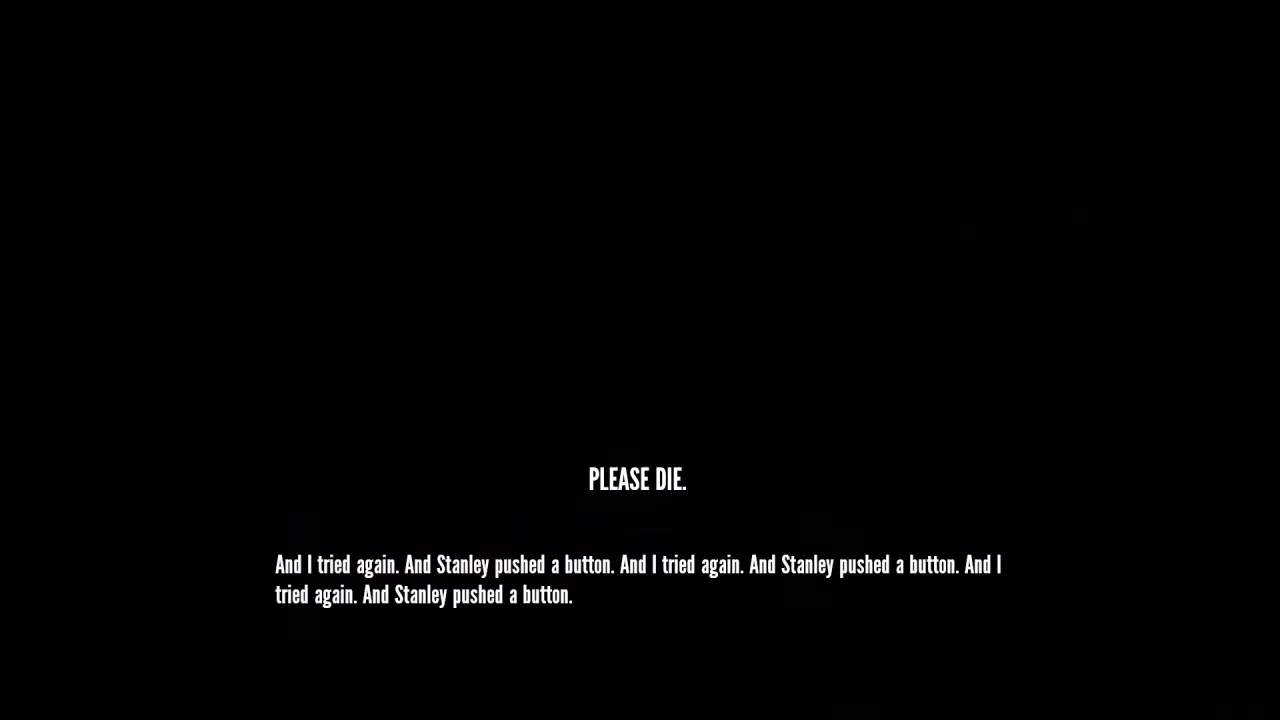 PLEASE DIE.
And I tried again. And Stanley pushed a button. And I tried again. And Stanley pushed a button. And I
tried again. And Stanley pushed a button.